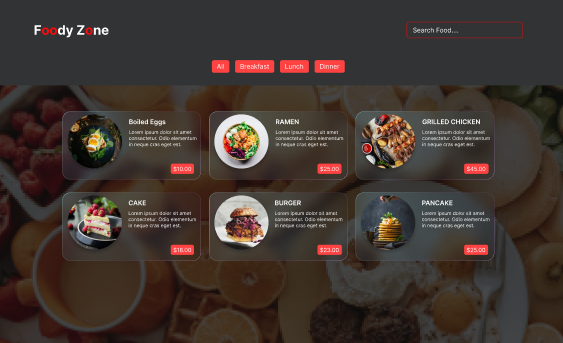 Foody Zone
Search Food....
All Breakfast Lunch Dinner
Boiled Eggs
Lorem ipsum dolor sit amet
consectetur. Odio elementum
in neque cras eget est.
$10.00
RAMEN
Lorem ipsum dolor sit amet
consectetur. Odio elementum
in neque cras eget est.
$25.00
GRILLED CHICKEN
Lorem ipsum dolor sit amet
consectetur. Odio elementum
in neque cras eget est.
$45.00
CAKE
Lorem ipsum dolor sit amet
consectetur. Odio elementum
in neque cras eget est.
$18.00
BURGER
Lorem ipsum dolor sit amet
consectetur. Odio elementum
in neque cras eget est.
$23.00
PANCAKE
Lorem ipsum dolor sit amet
consectetur. Odio elementum
in neque cras eget est.
$25.00